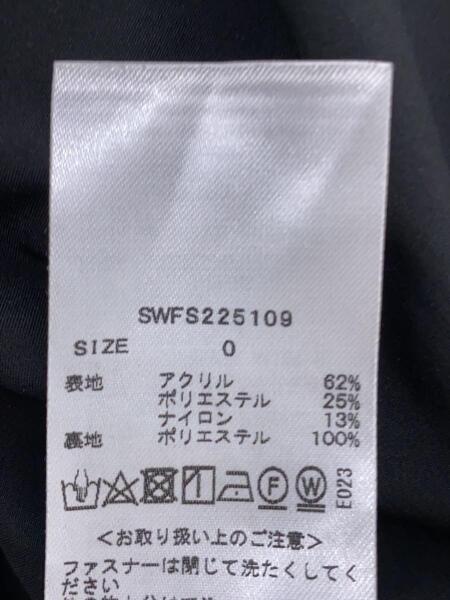 SWFS225109
SIZE 0
表地 アクリル 62%
ポリエステル 25%
ナイロン 13%
裏地 ポリエステル 100%
E023
<お取り扱い上のご注意>
ファスナーは閉じて洗たくしてく
ださい